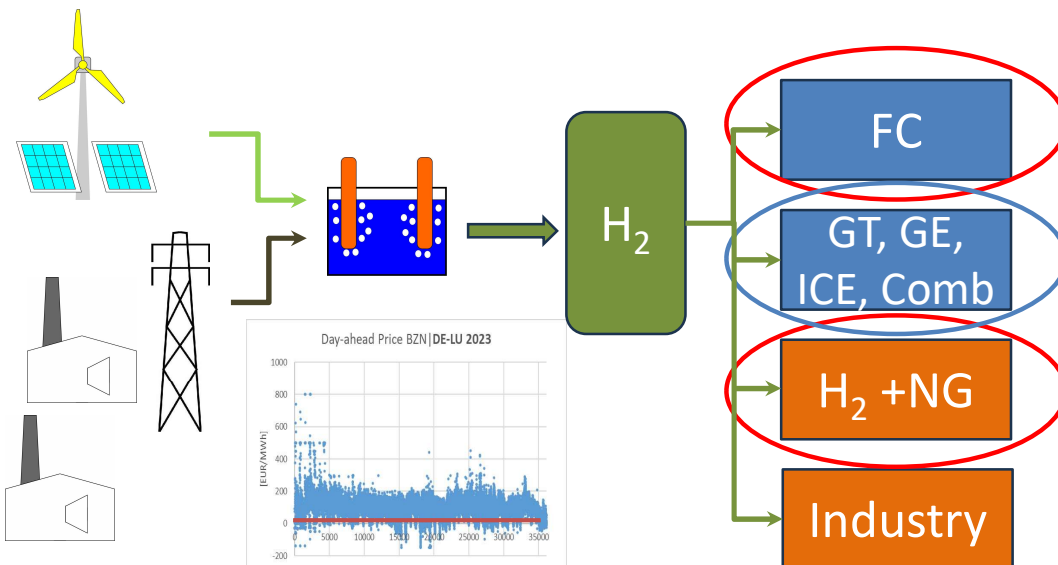 FC
GT, GE,
ICE, Comb
H₂
H₂ +NG
Industry
Day-ahead Price BZN|DE-LU 2023
[EUR/MWh]
1000
800
600
400
200
0
-200
0 5000 10000 15000 20000 25000 30000 35000